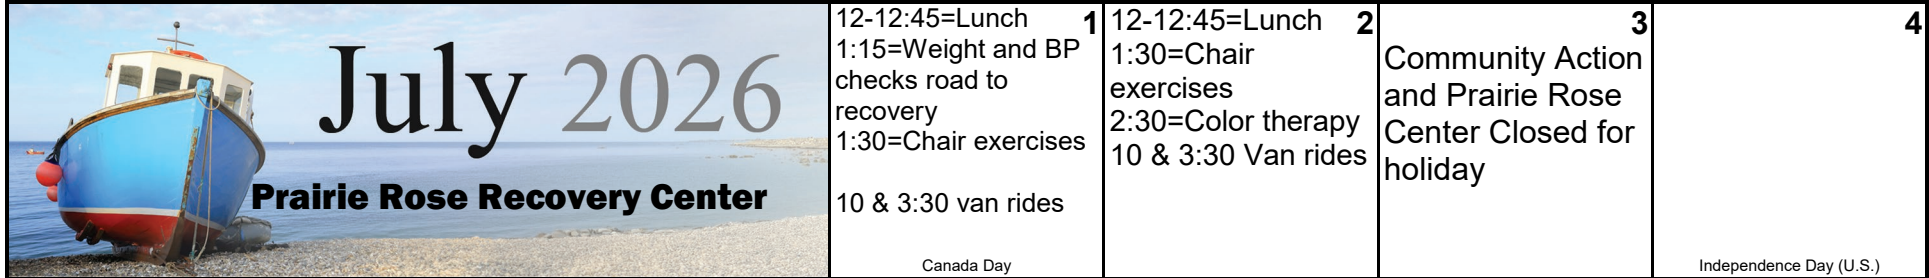 July 2026
Prairie Rose Recovery Center
12-12:45=Lunch 1
1:15=Weight and BP
checks road to
recovery
1:30=Chair exercises
10 & 3:30 van rides
Canada Day
12-12:45=Lunch 2
1:30=Chair
exercises
2:30=Color therapy
10 & 3:30 Van rides
3
Community Action
and Prairie Rose
Center Closed for
holiday
4
Independence Day (U.S.)